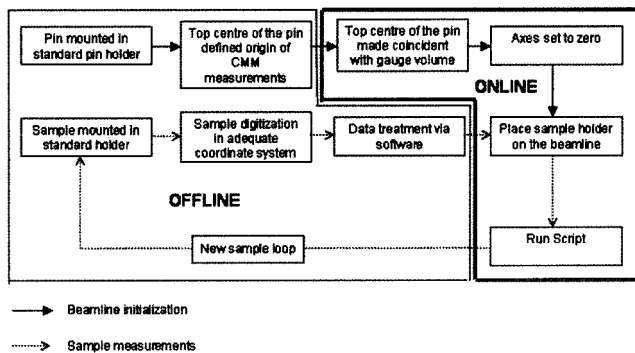 Pin mounted in
standard pin holder
Top centre of the pin
defined origin of
CMM
measurements
Top centre of the pin
made coincident
with gauge volume
Axes set to zero
ONLINE
Sample mounted in
standard holder
Sample digitization
in adequate
coordinate system
Data treatment via
software
Place sample holder
on the beamline
OFFLINE
New sample loop
Run Script
Beamline initialization
Sample measurements